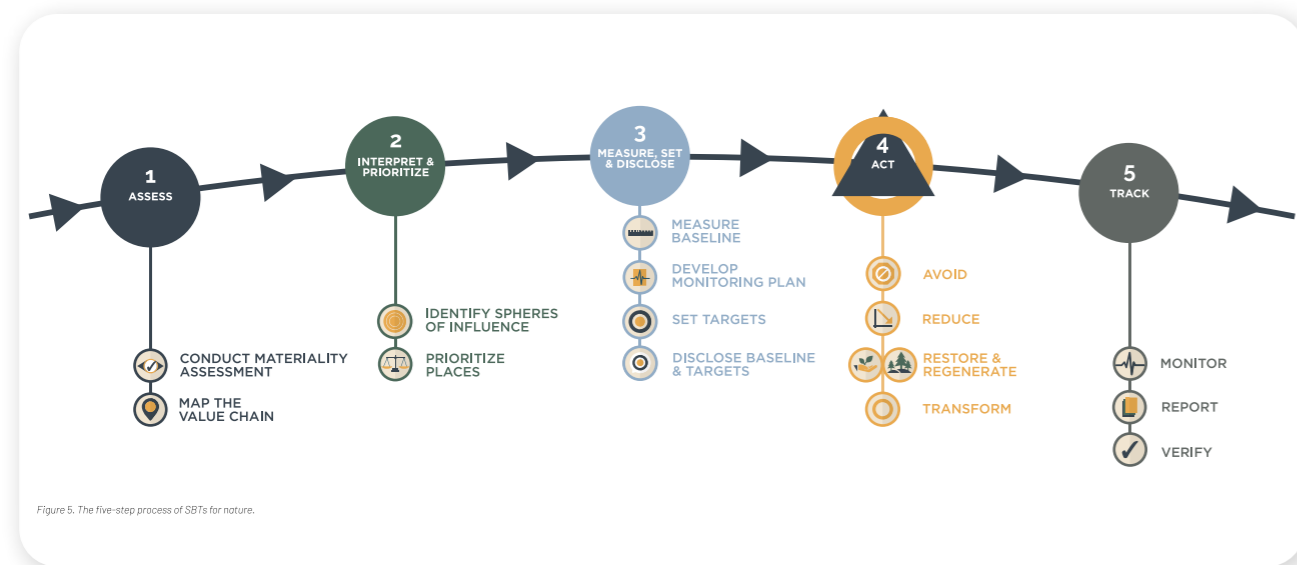 1
ASSESS
CONDUCT MATERIALITY
ASSESSMENT
MAP THE
VALUE CHAIN
2
INTERPRET &
PRIORITIZE
IDENTIFY SPHERES
OF INFLUENCE
PRIORITIZE
PLACES
3
MEASURE, SET
& DISCLOSE
MEASURE
BASELINE
DEVELOP
MONITORING PLAN
SET TARGETS
DISCLOSE BASELINE
& TARGETS
4
ACT
AVOID
REDUCE
RESTORE &
REGENERATE
TRANSFORM
5
TRACK
MONITOR
REPORT
VERIFY
Figure 5. The five-step process of SBTs for nature.